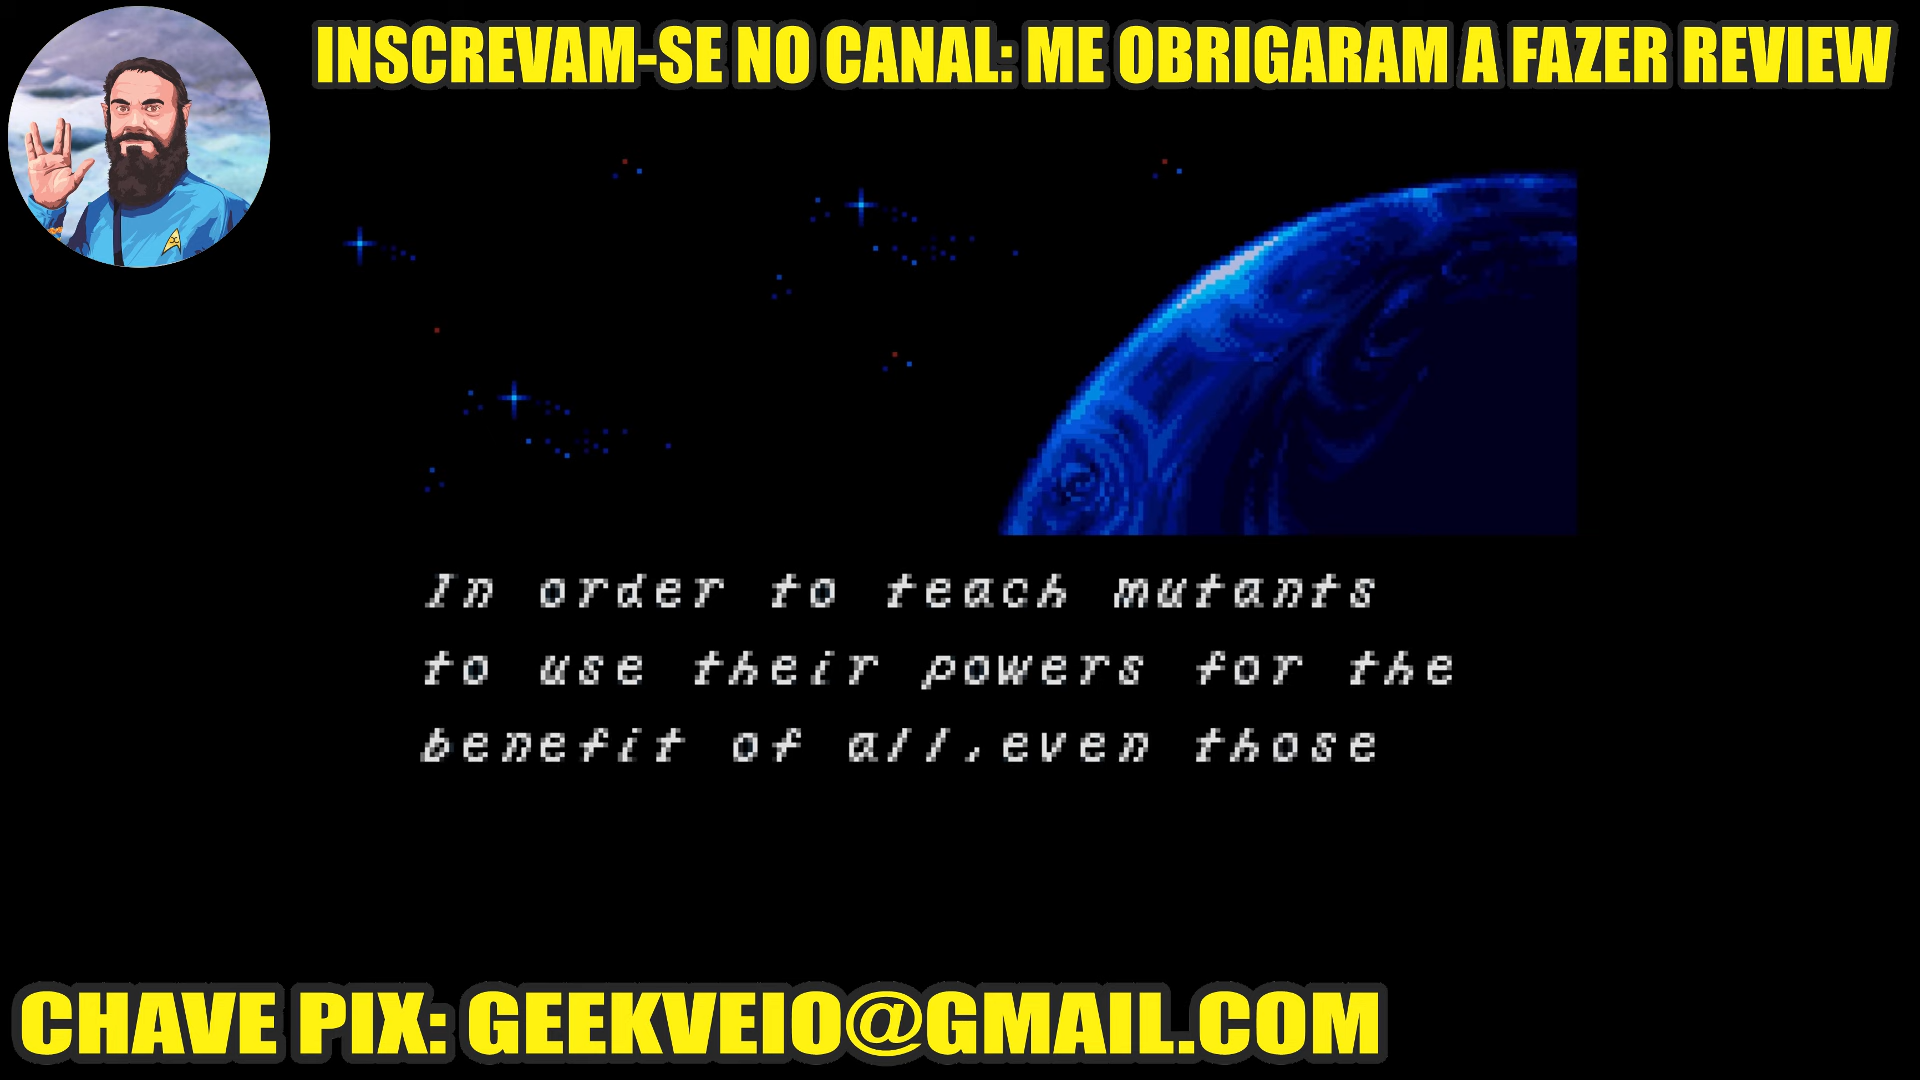 INSCREVAM-SE NO CANAL: ME OBRIGARAM A FAZER REVIEW
In order to teach mutants
to use their powers for the
benefit of all,even those
CHAVE PIX: GEEKVEIO@GMAIL.COM